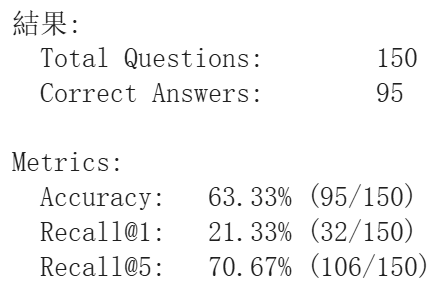 結果:
Total Questions: 150
Correct Answers: 95
Metrics:
Accuracy: 63.33% (95/150)
Recall@1: 21.33% (32/150)
Recall@5: 70.67% (106/150)